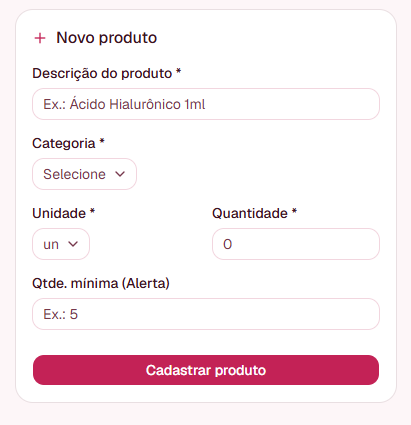 + Novo produto
Descrição do produto *
Ex.: Ácido Hialurônico 1ml
Categoria *
Selecione
Unidade * Quantidade *
un 0
Qtde. mínima (Alerta)
Ex.: 5
Cadastrar produto